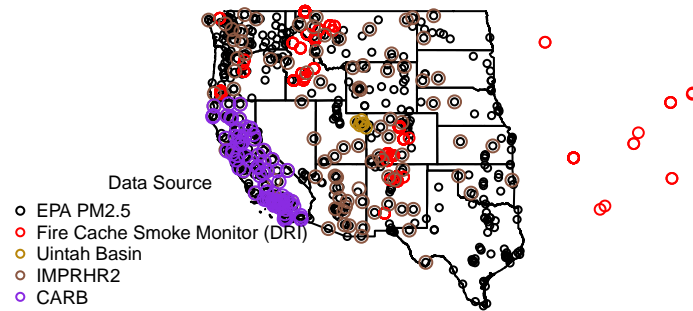 Data Source
EPA PM2.5
Fire Cache Smoke Monitor (DRI)
Uintah Basin
IMPRHR2
CARB